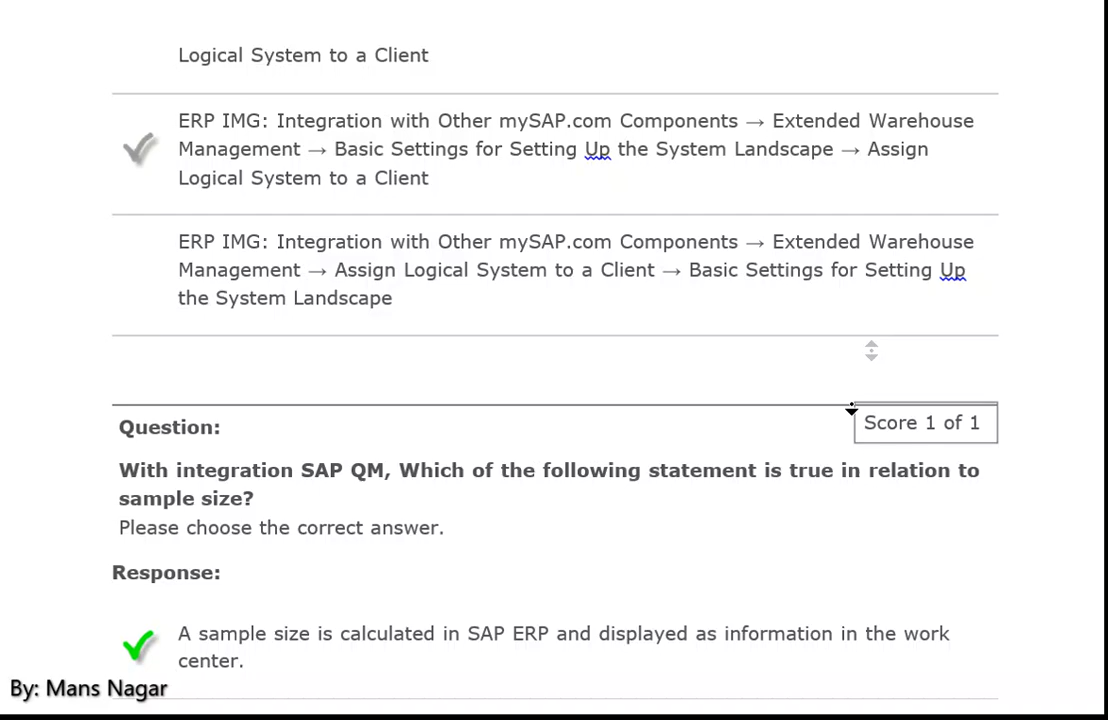 Logical System to a Client
ERP IMG: Integration with Other mySAP.com Components → Extended Warehouse
Management → Basic Settings for Setting Up the System Landscape → Assign
Logical System to a Client
ERP IMG: Integration with Other mySAP.com Components → Extended Warehouse
Management → Assign Logical System to a Client → Basic Settings for Setting Up
the System Landscape
Score 1 of 1
Question:
With integration SAP QM, Which of the following statement is true in relation to
sample size?
Please choose the correct answer.
Response:
A sample size is calculated in SAP ERP and displayed as information in the work
center.
By: Mans Nagar